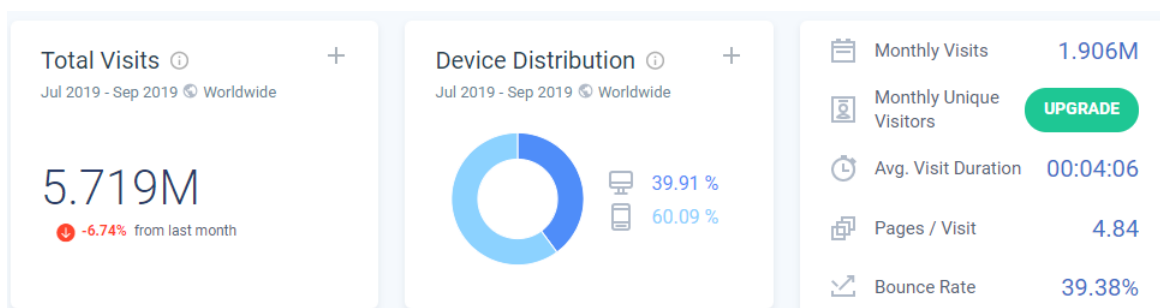 Total Visits
Jul 2019 - Sep 2019 Worldwide
5.719M
-6.74% from last month
Device Distribution
Jul 2019 - Sep 2019 Worldwide
39.91 %
60.09 %
Monthly Visits 1.906M
Monthly Unique
Visitors
UPGRADE
Avg. Visit Duration 00:04:06
Pages / Visit 4.84
Bounce Rate 39.38%